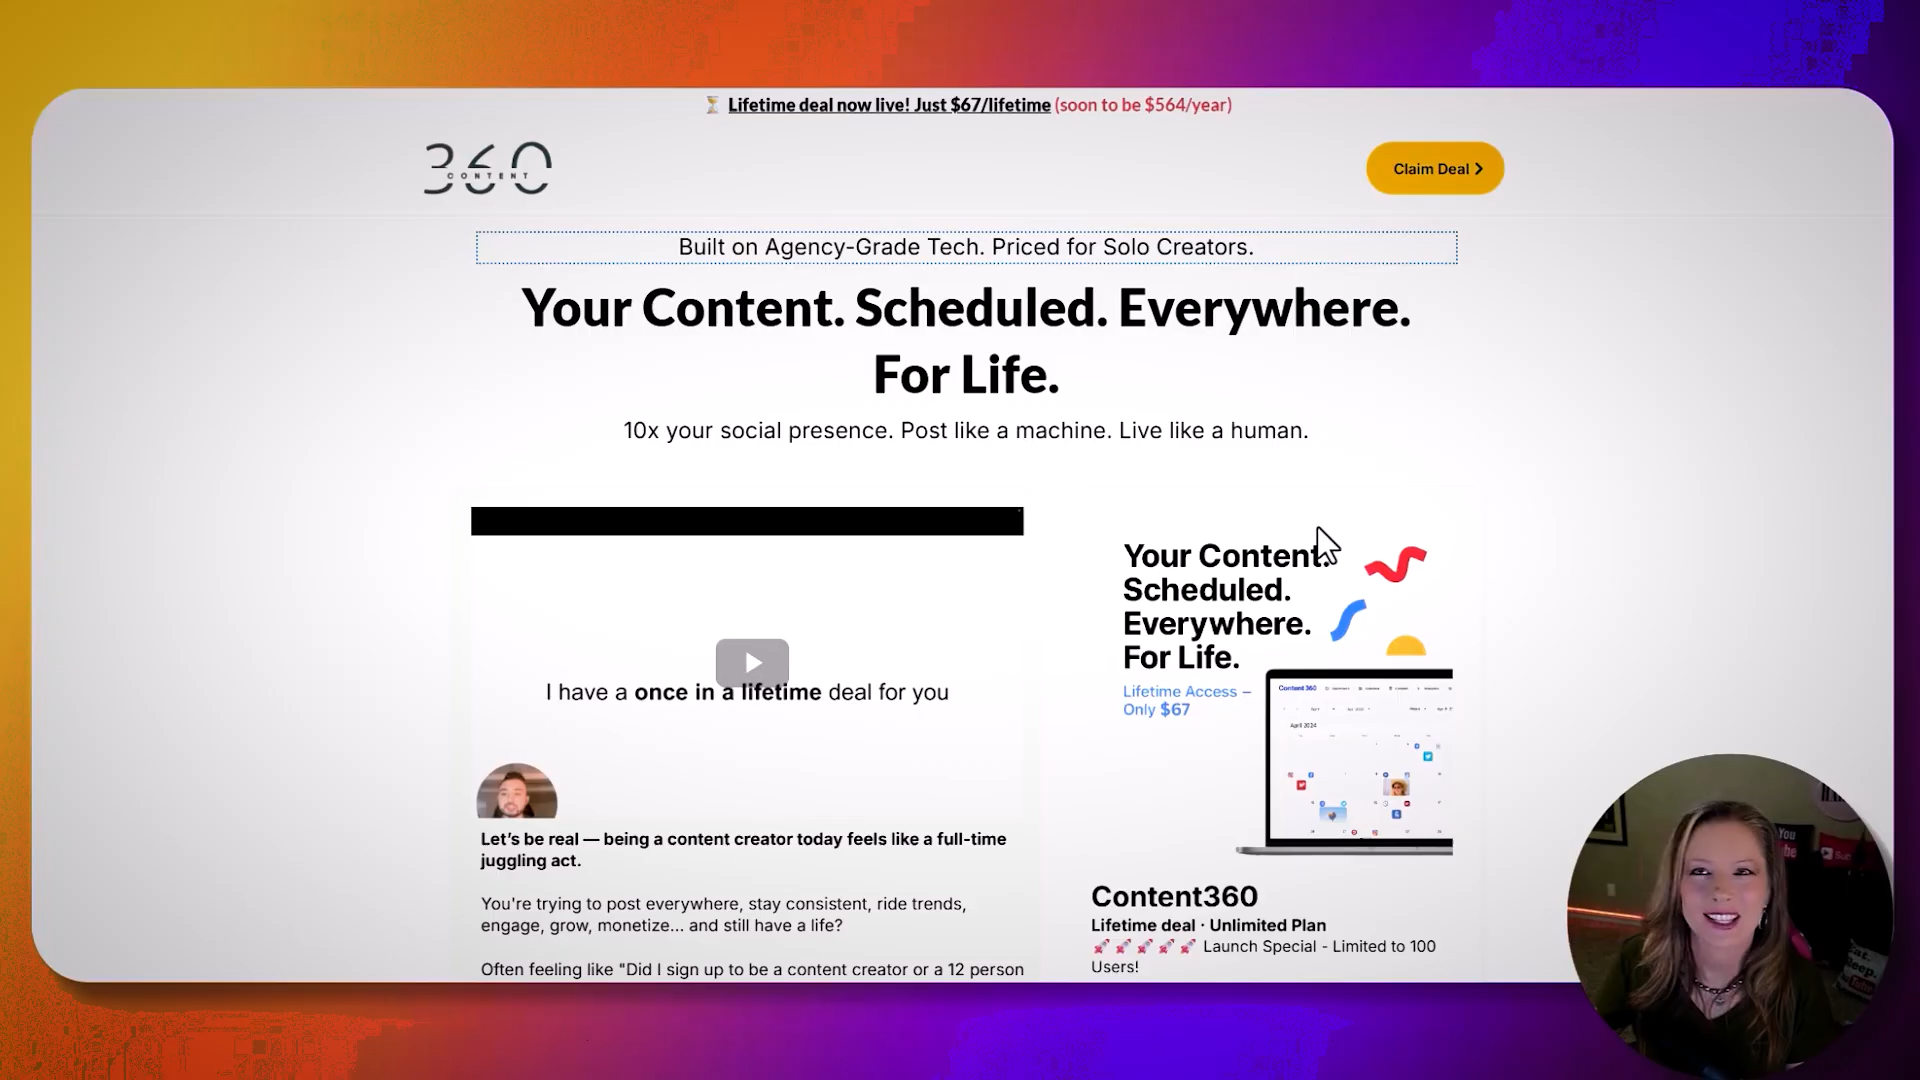 ⏳ Lifetime deal now live! Just $67/lifetime (soon to be $564/year)
360
CONTENT
Claim Deal
Built on Agency-Grade Tech. Priced for Solo Creators.
Your Content. Scheduled. Everywhere.
For Life.
10x your social presence. Post like a machine. Live like a human.
I have a once in a lifetime deal for you
Let's be real — being a content creator today feels like a full-time
juggling act.
You're trying to post everywhere, stay consistent, ride trends,
engage, grow, monetize... and still have a life?
Often feeling like "Did I sign up to be a content creator or a 12 person
Your Content.
Scheduled.
Everywhere.
For Life.
Lifetime Access –
Only $67
Content360
April 2024
Content360
Lifetime deal · Unlimited Plan
🚀 🚀 🚀 🚀 🚀 Launch Special - Limited to 100
Users!
You